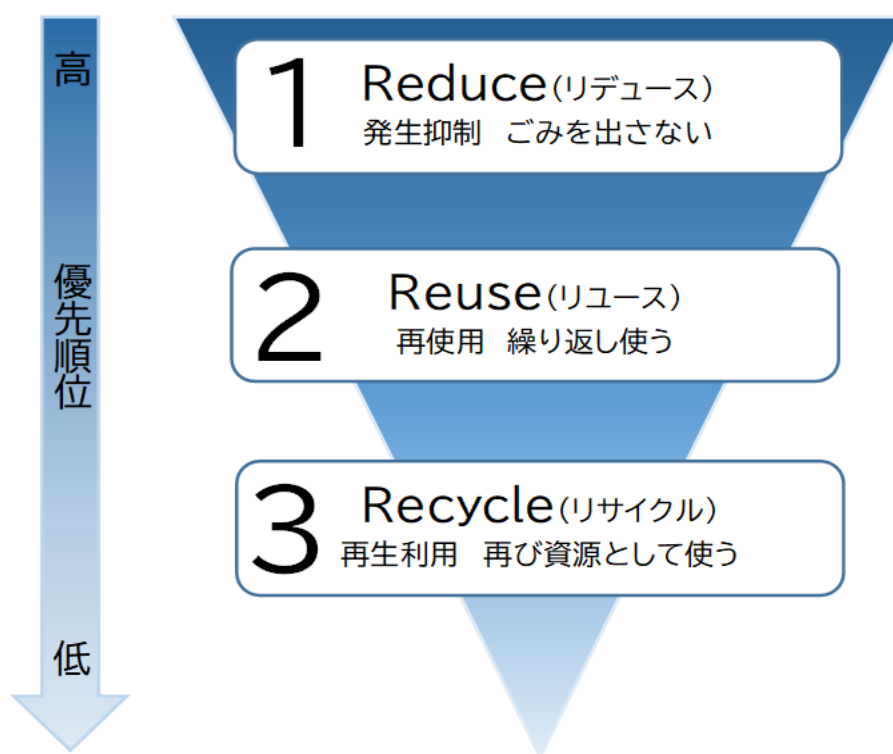 高
優先順位
低
1
Reduce(リデュース)
発生抑制 ごみを出さない
2
Reuse(リユース)
再使用 繰り返し使う
3
Recycle(リサイクル)
再生利用 再び資源として使う